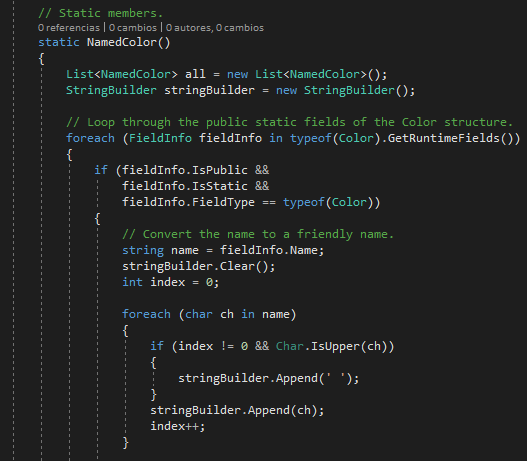 // Static members.
0 referencias | 0 cambios | 0 autores, 0 cambios
static NamedColor()
{
    List<NamedColor> all = new List<NamedColor>();
    StringBuilder stringBuilder = new StringBuilder();

    // Loop through the public static fields of the Color structure.
    foreach (FieldInfo fieldInfo in typeof(Color).GetRuntimeFields())
    {
        if (fieldInfo.IsPublic &&
            fieldInfo.IsStatic &&
            fieldInfo.FieldType == typeof(Color))
        {
            // Convert the name to a friendly name.
            string name = fieldInfo.Name;
            stringBuilder.Clear();
            int index = 0;

            foreach (char ch in name)
            {
                if (index != 0 && Char.IsUpper(ch))
                {
                    stringBuilder.Append(' ');
                }
                stringBuilder.Append(ch);
                index++;
            }